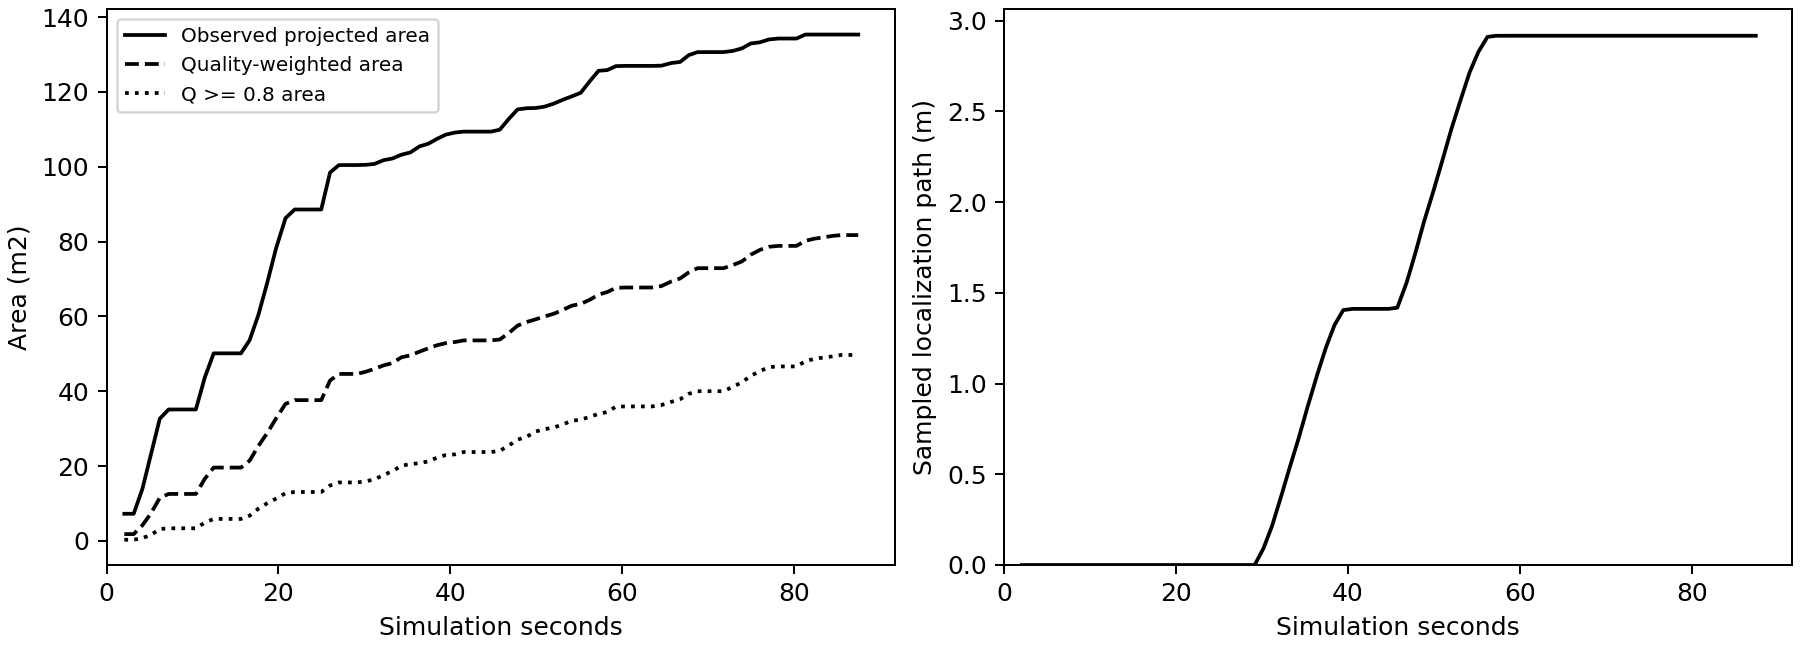 140
120
100
80
60
40
20
0
Area (m2)
Observed projected area
Quality-weighted area
Q >= 0.8 area
0 20 40 60 80
Simulation seconds
3.0
2.5
2.0
1.5
1.0
0.5
0.0
Sampled localization path (m)
0 20 40 60 80
Simulation seconds